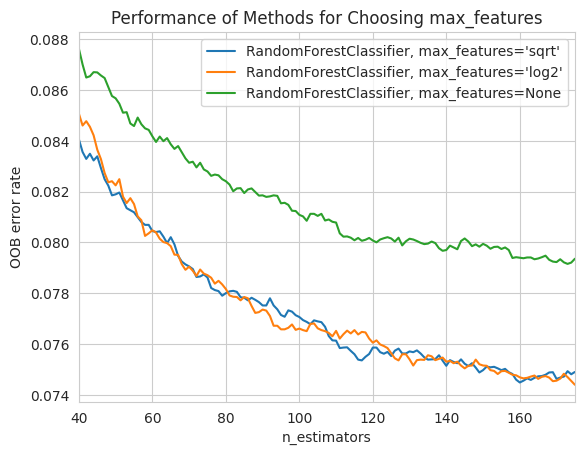 Performance of Methods for Choosing max_features
0.088
0.086
0.084
0.082
0.080
0.078
0.076
0.074
OOB error rate
RandomForestClassifier, max_features='sqrt'
RandomForestClassifier, max_features='log2'
RandomForestClassifier, max_features=None
40 60 80 100 120 140 160
n_estimators